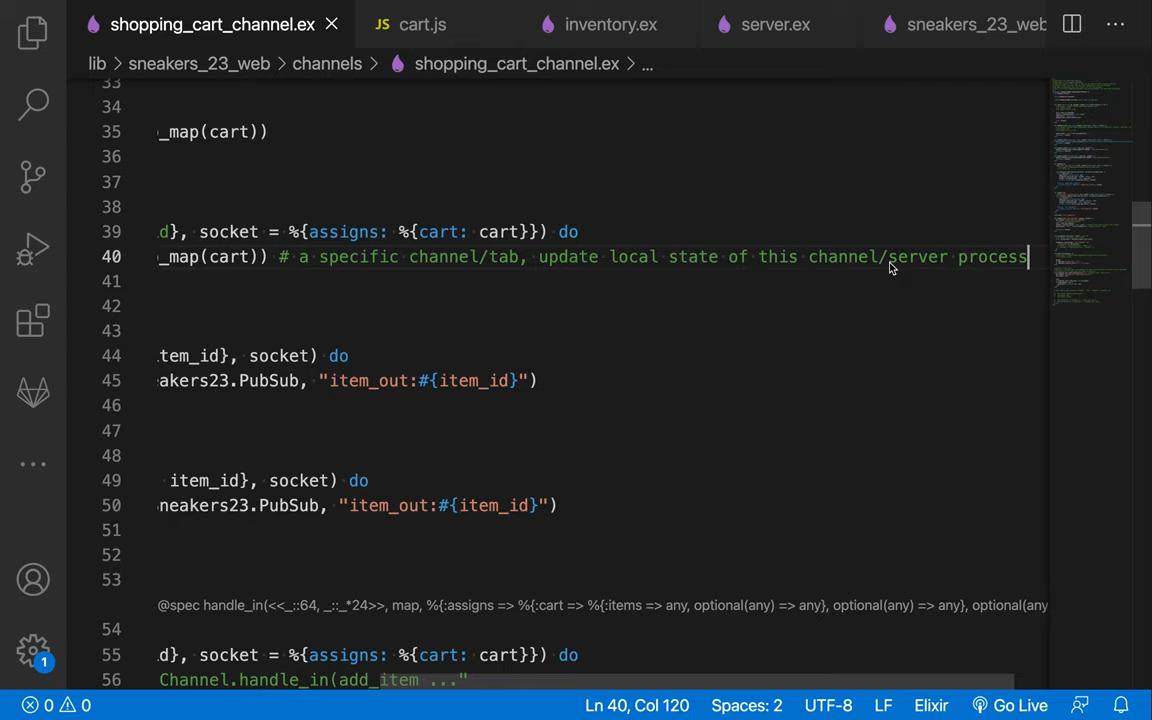 shopping_cart_channel.ex
JS cart.js
inventory.ex
server.ex
sneakers_23_web
lib > sneakers_23_web > channels > shopping_cart_channel.ex > ...
33
34
35 _map(cart))
36
37
38
39 d}, socket = %{assigns: %{cart: cart}}) do
40 _map(cart)) # a specific channel/tab, update local state of this channel/server process
41
42
43
44 tem_id}, socket) do
45 eakers23.PubSub, "item_out:#{item_id}")
46
47
48
49 item_id}, socket) do
50 neakers23.PubSub, "item_out:#{item_id}")
51
52
53
@spec handle_in(<<_::64, _::_*24>>, map, %{:assigns => %{:cart => %{:items => any, optional(any) => any}, optional(any) => any}, optional(any
54
55 d}, socket = %{assigns: %{cart: cart}}) do
56 Channel.handle_in(add_item ..."
1
0 0 Ln 40, Col 120 Spaces: 2 UTF-8 LF Elixir Go Live